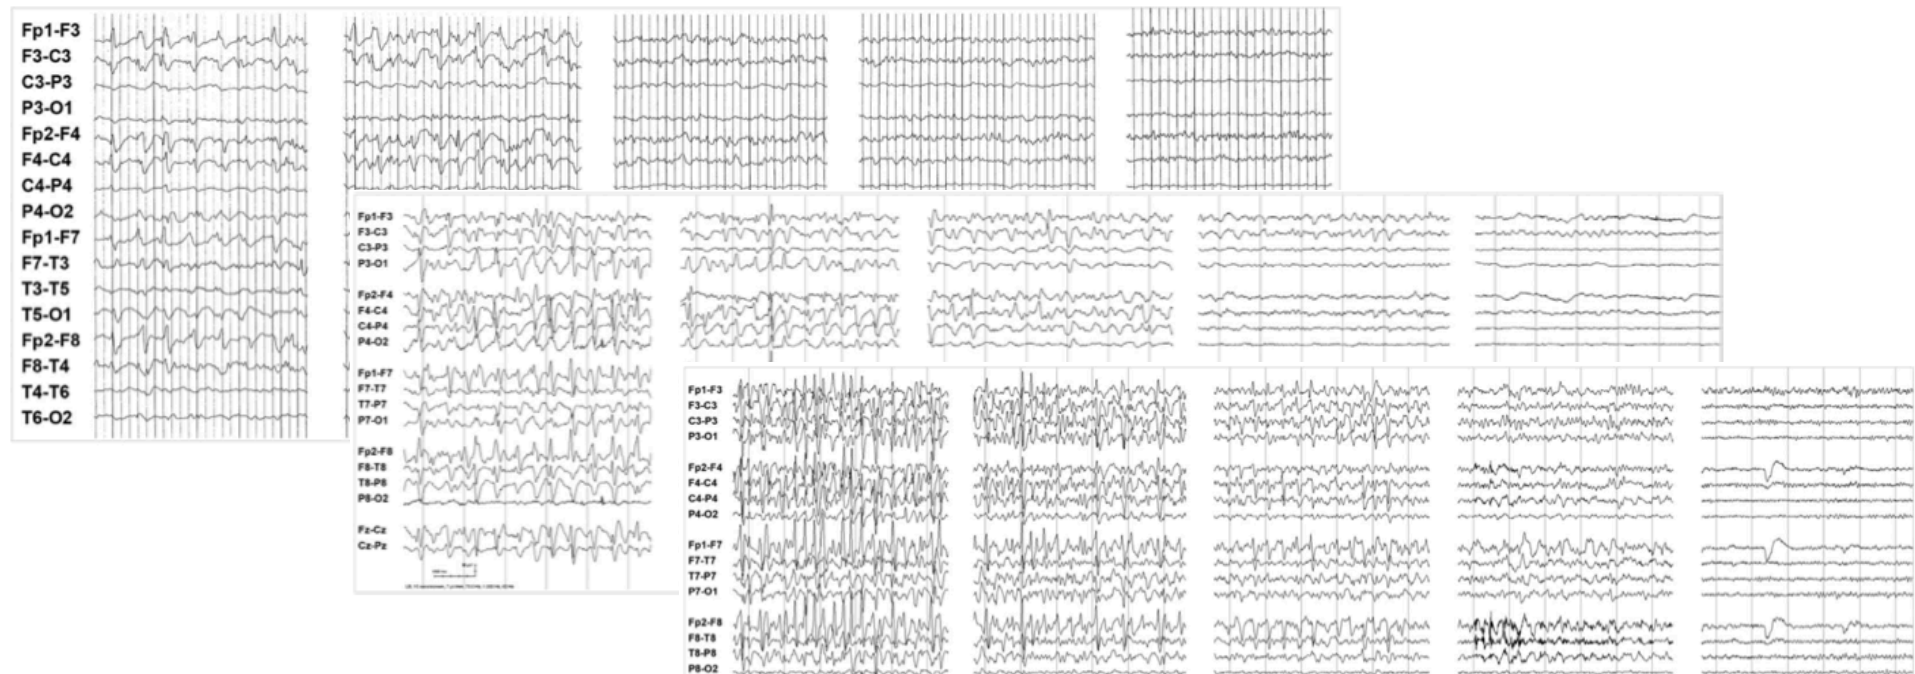 Fp1-F3
F3-C3
C3-P3
P3-O1
Fp2-F4
F4-C4
C4-P4
P4-O2
Fp1-F7
F7-T3
T3-T5
T5-O1
Fp2-F8
F8-T4
T4-T6
T6-O2
Fp1-F3
F3-C3
C3-P3
P3-O1
Fp2-F4
F4-C4
C4-P4
P4-O2
Fp1-F7
F7-T7
T7-P7
P7-O1
Fp2-F8
F8-T8
T8-P8
P8-O2
Fz-Cz
Cz-Pz
Fp1-F3
F3-C3
C3-P3
P3-O1
Fp2-F4
F4-C4
C4-P4
P4-O2
Fp1-F7
F7-T7
T7-P7
P7-O1
Fp2-F8
F8-T8
T8-P8
P8-O2